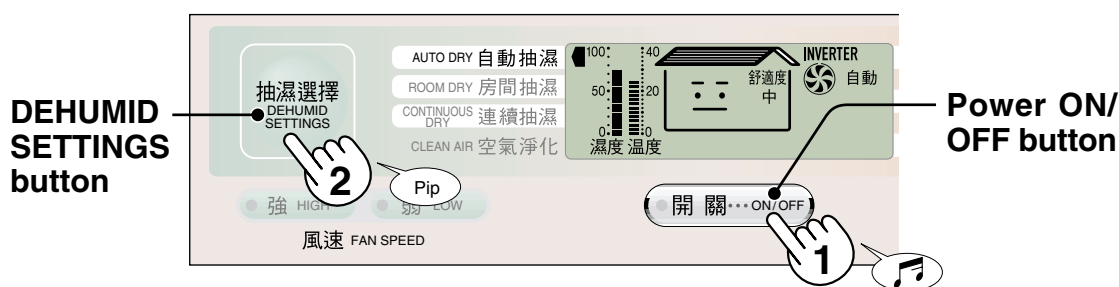 DEHUMID
SETTINGS
button
抽濕選擇
DEHUMID
SETTINGS
2
Pip
AUTO DRY 自動抽濕
ROOM DRY 房間抽濕
CONTINUOUS
DRY 連續抽濕
CLEAN AIR 空氣淨化
100
50
0
濕度
40
20
0
温度
舒適度
中
INVERTER
自動
強 HIGH
弱 LOW
風速 FAN SPEED
開 關···ON/OFF
1
Power ON/
OFF button